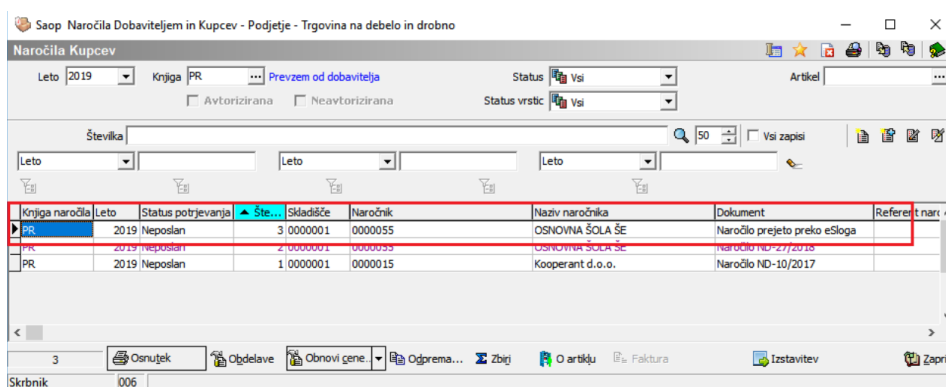 Saop Naročila Dobaviteljem in Kupcev - Podjetje - Trgovina na debelo in drobno
Naročila Kupcev
Leto 2019 Knjiga PR ... Prevzem od dobavitelja Status Vsi Artikel ...
Avtorizirana Neavtorizirana Status vrstic Vsi
Številka 50 Vsi zapisi
Leto Leto Leto
Knjiga naročila Leto Status potrjevanja Šte... Skladišče Naročnik Naziv naročnika Dokument Referent naro
PR 2019 Neposlan 3 0000001 0000055 OSNOVNA ŠOLA ŠE Naročilo prejeto preko eSloga
PR 2019 Neposlan 2 0000001 0000055 OSNOVNA ŠOLA ŠE Naročilo ND-27/2018
PR 2019 Neposlan 1 0000001 0000015 Kooperant d.o.o. Naročilo ND-10/2017
3 Osnutek Obdelave Obnovi gene.. Odprema... Zbirj O artiklu Faktura Izstavitev Zapri
Skrbnik 006